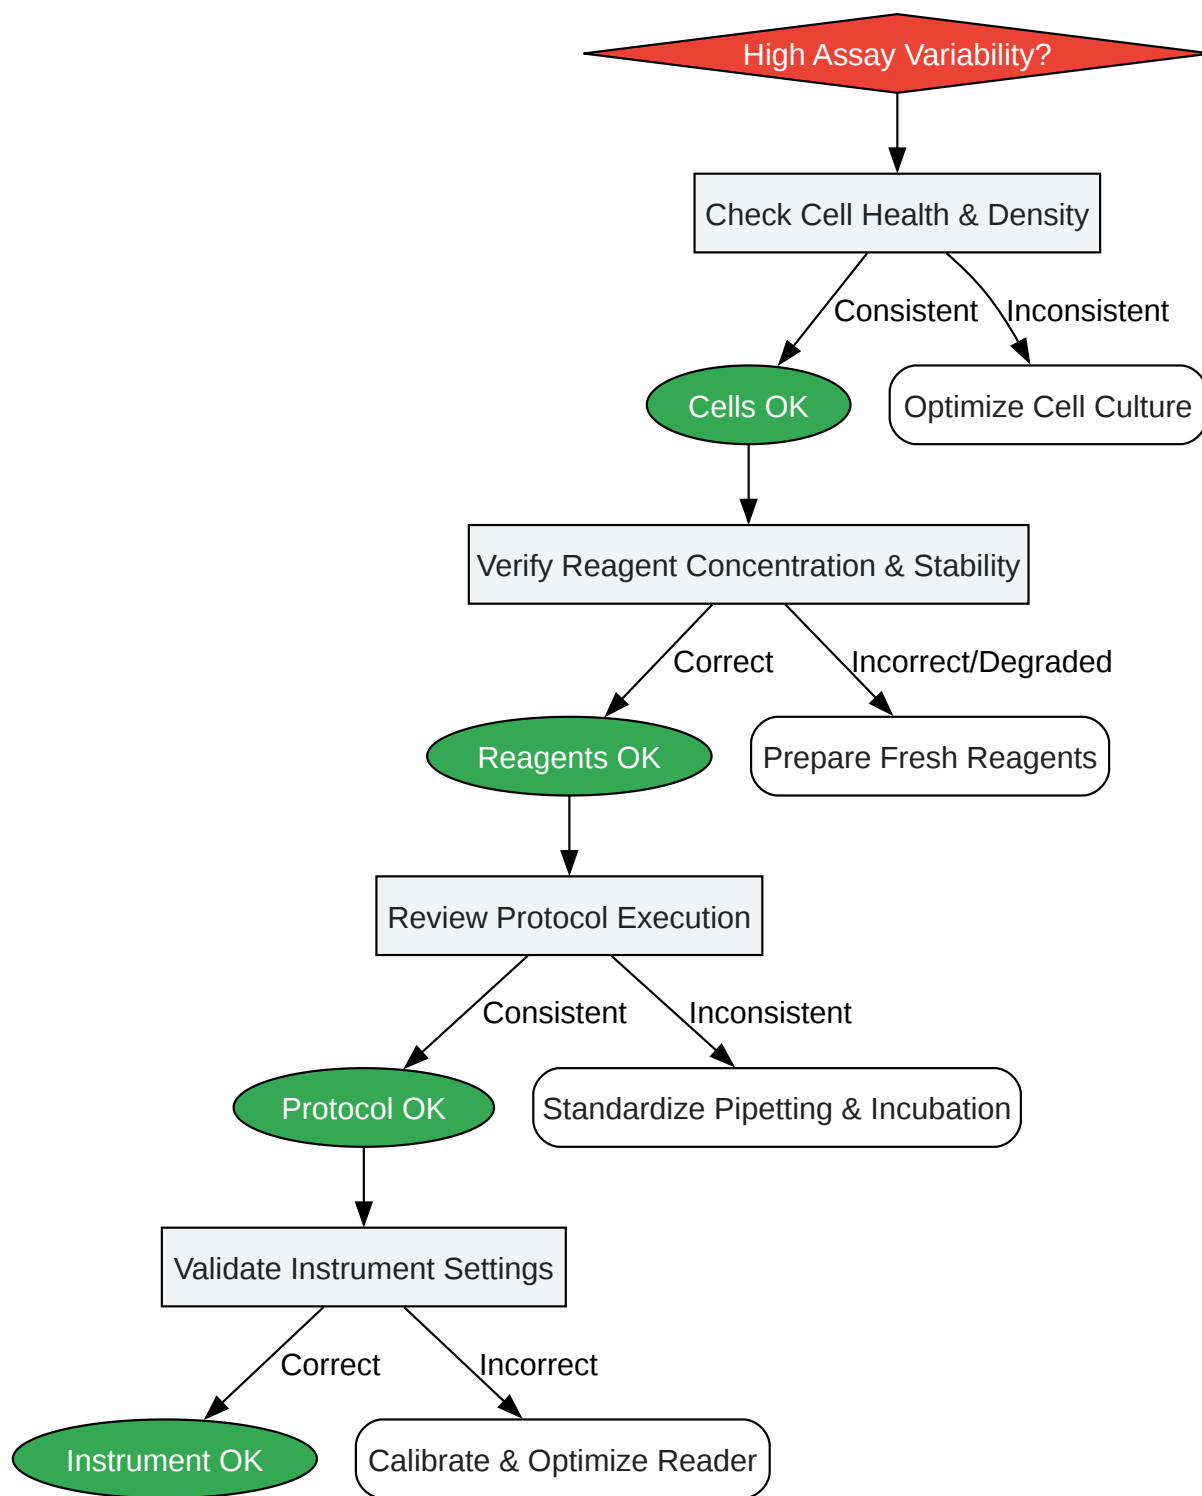 High Assay Variability?
Check Cell Health & Density
Consistent
Inconsistent
Cells OK
Optimize Cell Culture
Verify Reagent Concentration & Stability
Correct
Incorrect/Degraded
Reagents OK
Prepare Fresh Reagents
Review Protocol Execution
Consistent
Inconsistent
Protocol OK
Standardize Pipetting & Incubation
Validate Instrument Settings
Correct
Incorrect
Instrument OK
Calibrate & Optimize Reader